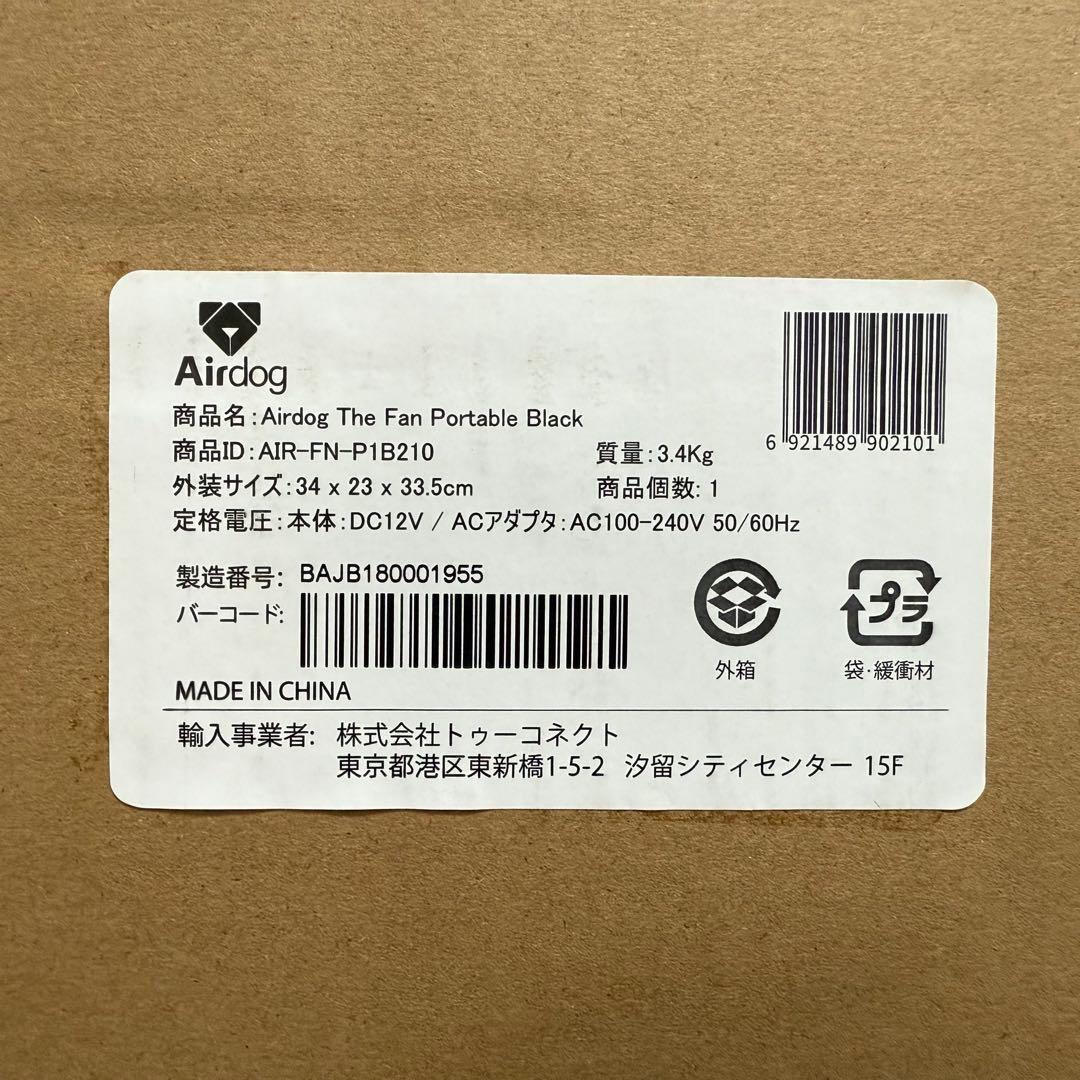 Airdog
商品名:Airdog The Fan Portable Black
商品ID:AIR-FN-P1B210
外装サイズ:34 x 23 x 33.5cm
定格電圧:本体:DC12V / ACアダプタ:AC100-240V 50/60Hz
質量:3.4Kg
商品個数:1
6 921489 902101
製造番号: BAJB180001955
バーコード:
MADE IN CHINA
外箱
プラ
袋·緩衝材
輸入事業者: 株式会社トゥーコネクト
東京都港区東新橋1-5-2 汐留シティセンター 15F